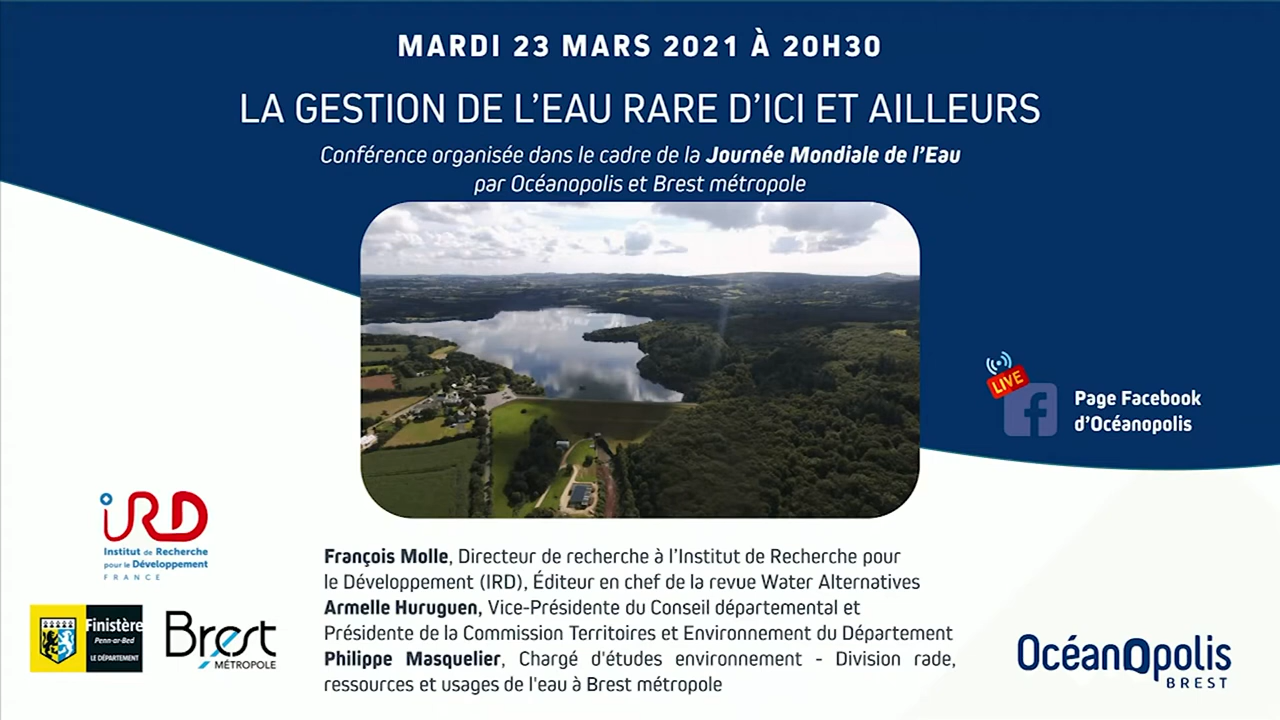 MARDI 23 MARS 2021 À 20H30
LA GESTION DE L'EAU RARE D'ICI ET AILLEURS
Conférence organisée dans le cadre de la Journée Mondiale de l'Eau
par Océanopolis et Brest métropole
LIVE
Page Facebook
d'Océanopolis
iRD
Institut de Recherche
pour le Développement
FRANCE
Finistère
Penn-ar-Bed
LE DÉPARTEMENT
Brest
MÉTROPOLE
François Molle, Directeur de recherche à l'Institut de Recherche pour
le Développement (IRD), Éditeur en chef de la revue Water Alternatives
Armelle Huruguen, Vice-Présidente du Conseil départemental et
Présidente de la Commission Territoires et Environnement du Département
Philippe Masquelier, Chargé d'études environnement - Division rade,
ressources et usages de l'eau à Brest métropole
OcéanOpolis
BREST